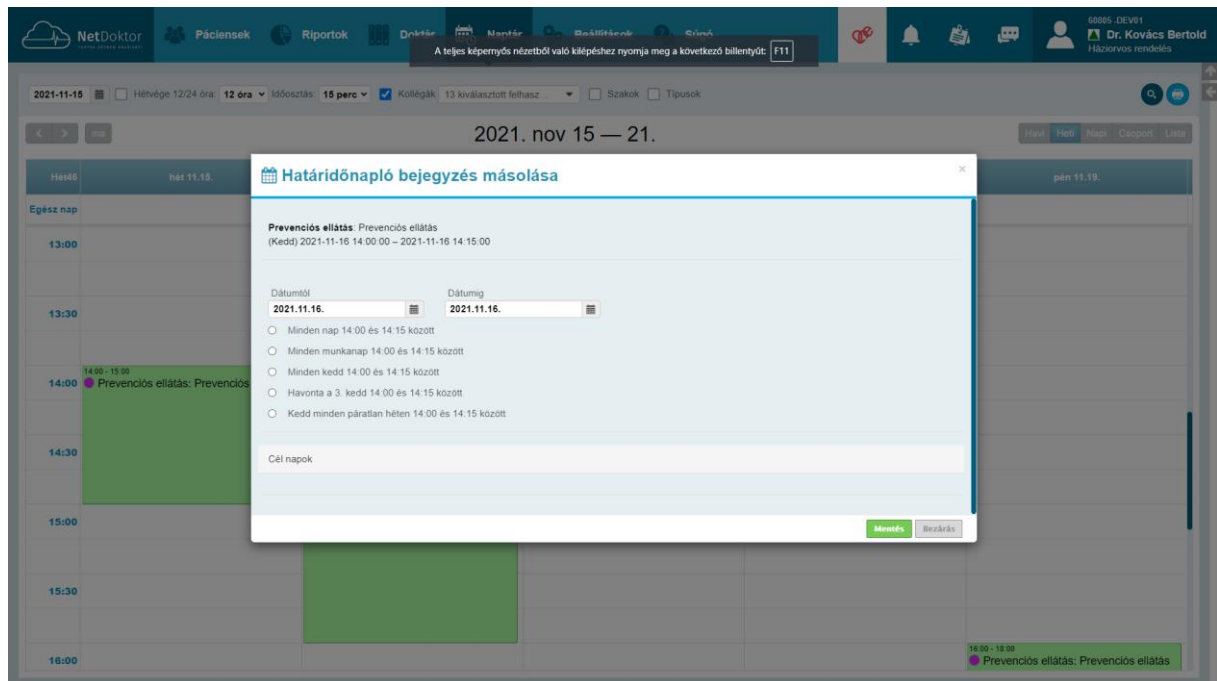 NetDoktor
Páciensek
Riportok
Doktár
Naptár
Beállítások
Súgó
A teljes képernyős nézetből való kilépéshez nyomja meg a következő billentyűt: F11
60805 -DEV01
Dr. Kovács Bertold
Háziorvos rendelés
2021-11-15 Hétvége 12/24 óra: 12 óra Időosztás: 15 perc Kollégák 13 kiválasztott felhasz... Szakok Típusok
ma
2021. nov 15 — 21.
Havi Heti Napi Csoport Lista
Hét46 hét 11.15. pén 11.19.
Egész nap
Határidőnapló bejegyzés másolása
×
Prevenciós ellátás: Prevenciós ellátás
(Kedd) 2021-11-16 14:00:00 – 2021-11-16 14:15:00
Dátumtól Dátumig
2021.11.16. 2021.11.16.
Minden nap 14:00 és 14:15 között
Minden munkanap 14:00 és 14:15 között
Minden kedd 14:00 és 14:15 között
Havonta a 3. kedd 14:00 és 14:15 között
Kedd minden páratlan héten 14:00 és 14:15 között
Cél napok
Mentés Bezárás
13:00
13:30
14:00 - 15:00
14:00 Prevenciós ellátás: Prevenciós
14:30
15:00
15:30
16:00
16:00 - 18:00
Prevenciós ellátás: Prevenciós ellátás